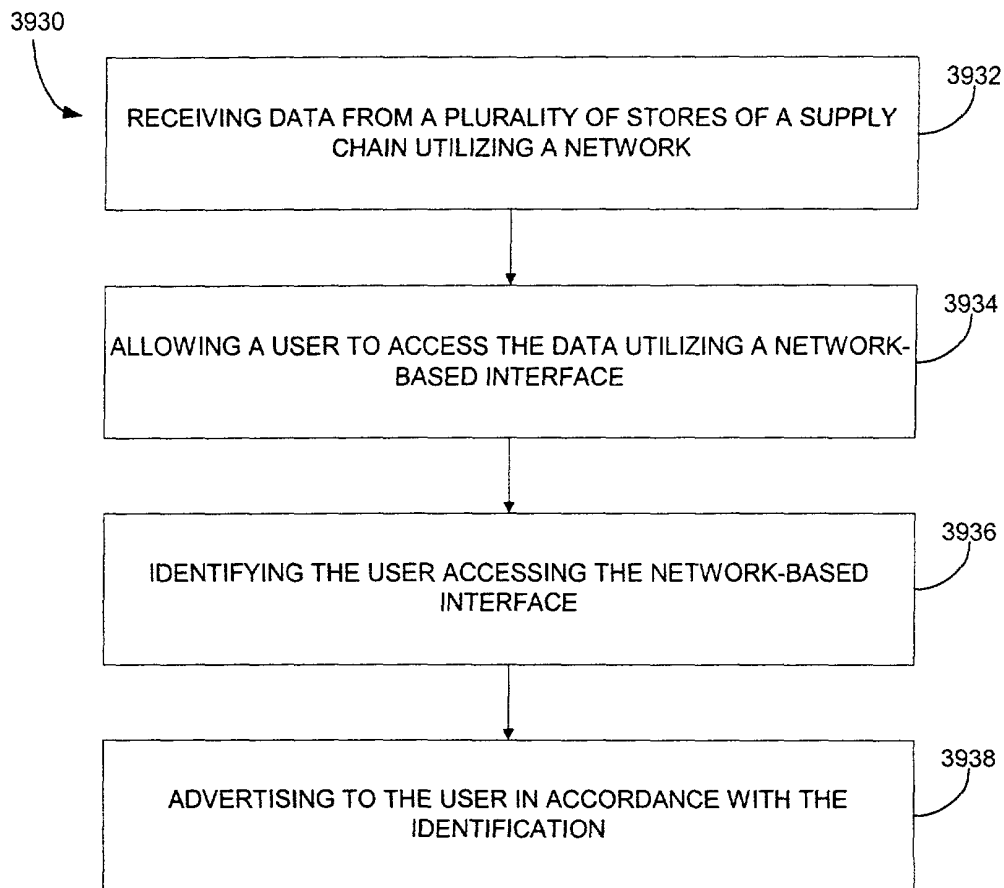 3930
3932
RECEIVING DATA FROM A PLURALITY OF STORES OF A SUPPLY
CHAIN UTILIZING A NETWORK
3934
ALLOWING A USER TO ACCESS THE DATA UTILIZING A NETWORK-
BASED INTERFACE
3936
IDENTIFYING THE USER ACCESSING THE NETWORK-BASED
INTERFACE
3938
ADVERTISING TO THE USER IN ACCORDANCE WITH THE
IDENTIFICATION